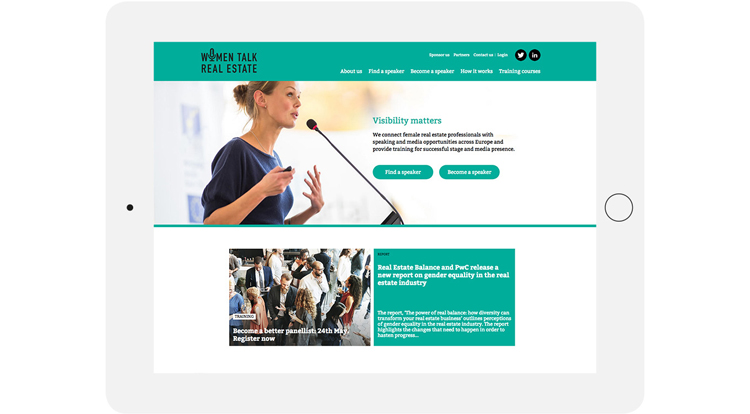 WOMEN TALK
REAL ESTATE
Sponsor us Partners Contact us | Login
About us Find a speaker Become a speaker How it works Training courses
Visibility matters
We connect female real estate professionals with
speaking and media opportunities across Europe and
provide training for successful stage and media presence.
Find a speaker Become a speaker
TRAINING
Become a better panellist: 24th May.
Register now
REPORT
Real Estate Balance and PwC release a
new report on gender equality in the real
estate industry
The report, 'The power of real balance: how diversity can
transform your real estate business' outlines perceptions
of gender equality in the real estate industry. The report
highlights the changes that need to happen in order to
hasten progress...